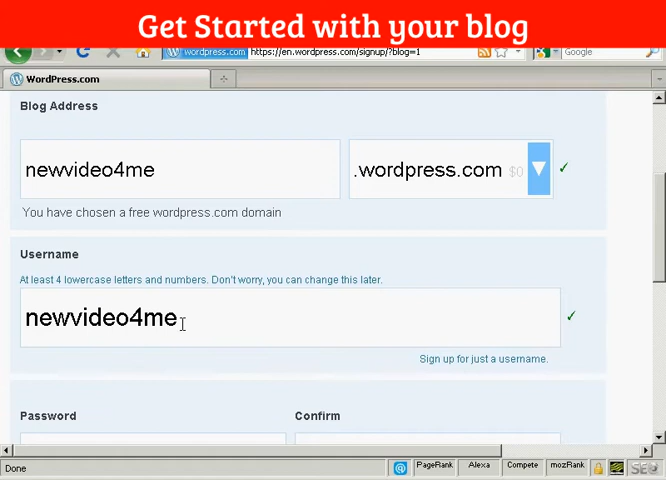 Get Started with your blog
wordpress.com https://en.wordpress.com/signup/?blog=1
Google
WordPress.com
Blog Address
newvideo4me .wordpress.com $0
You have chosen a free wordpress.com domain
Username
At least 4 lowercase letters and numbers. Don't worry, you can change this later.
newvideo4me
Sign up for just a username.
Password Confirm
Done PageRank Alexa Compete mozRank SEO